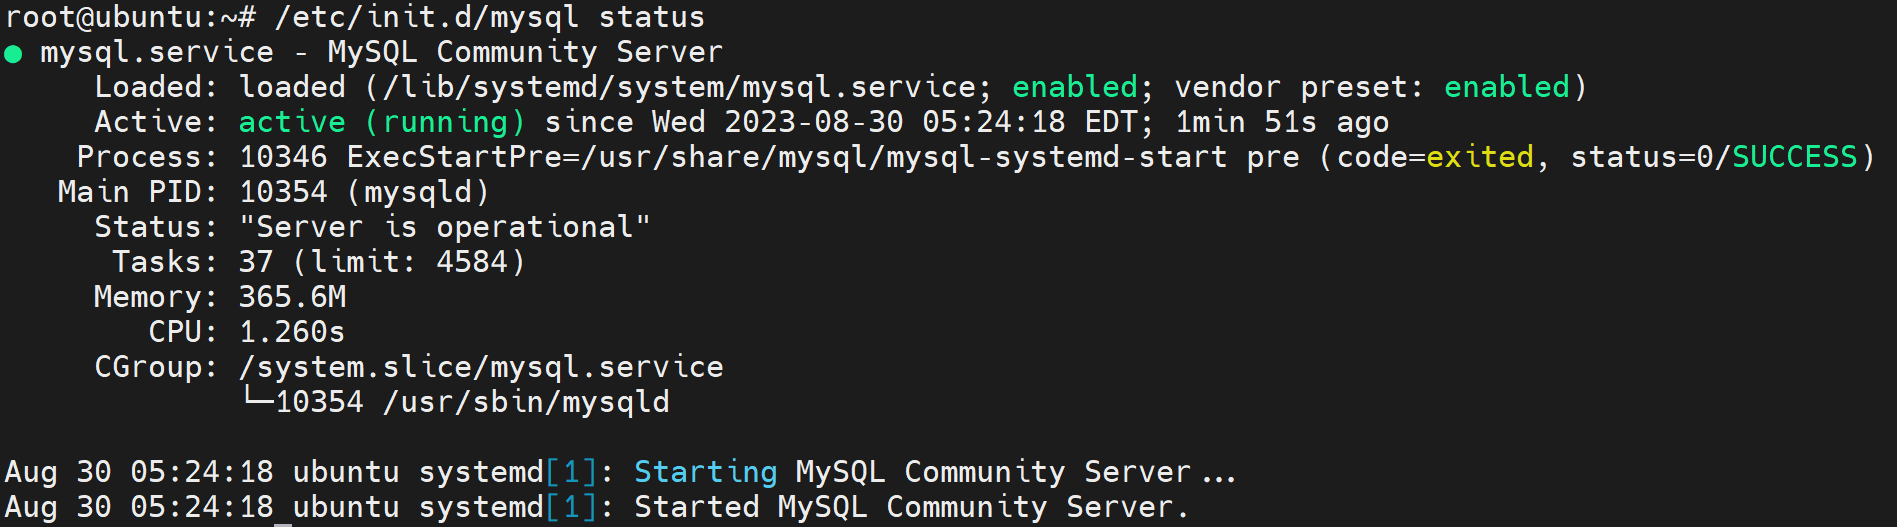 root@ubuntu:~# /etc/init.d/mysql status
● mysql.service - MySQL Community Server
     Loaded: loaded (/lib/systemd/system/mysql.service; enabled; vendor preset: enabled)
     Active: active (running) since Wed 2023-08-30 05:24:18 EDT; 1min 51s ago
    Process: 10346 ExecStartPre=/usr/share/mysql/mysql-systemd-start pre (code=exited, status=0/SUCCESS)
   Main PID: 10354 (mysqld)
     Status: "Server is operational"
      Tasks: 37 (limit: 4584)
     Memory: 365.6M
        CPU: 1.260s
     CGroup: /system.slice/mysql.service
             └─10354 /usr/sbin/mysqld

Aug 30 05:24:18 ubuntu systemd[1]: Starting MySQL Community Server...
Aug 30 05:24:18 ubuntu systemd[1]: Started MySQL Community Server.